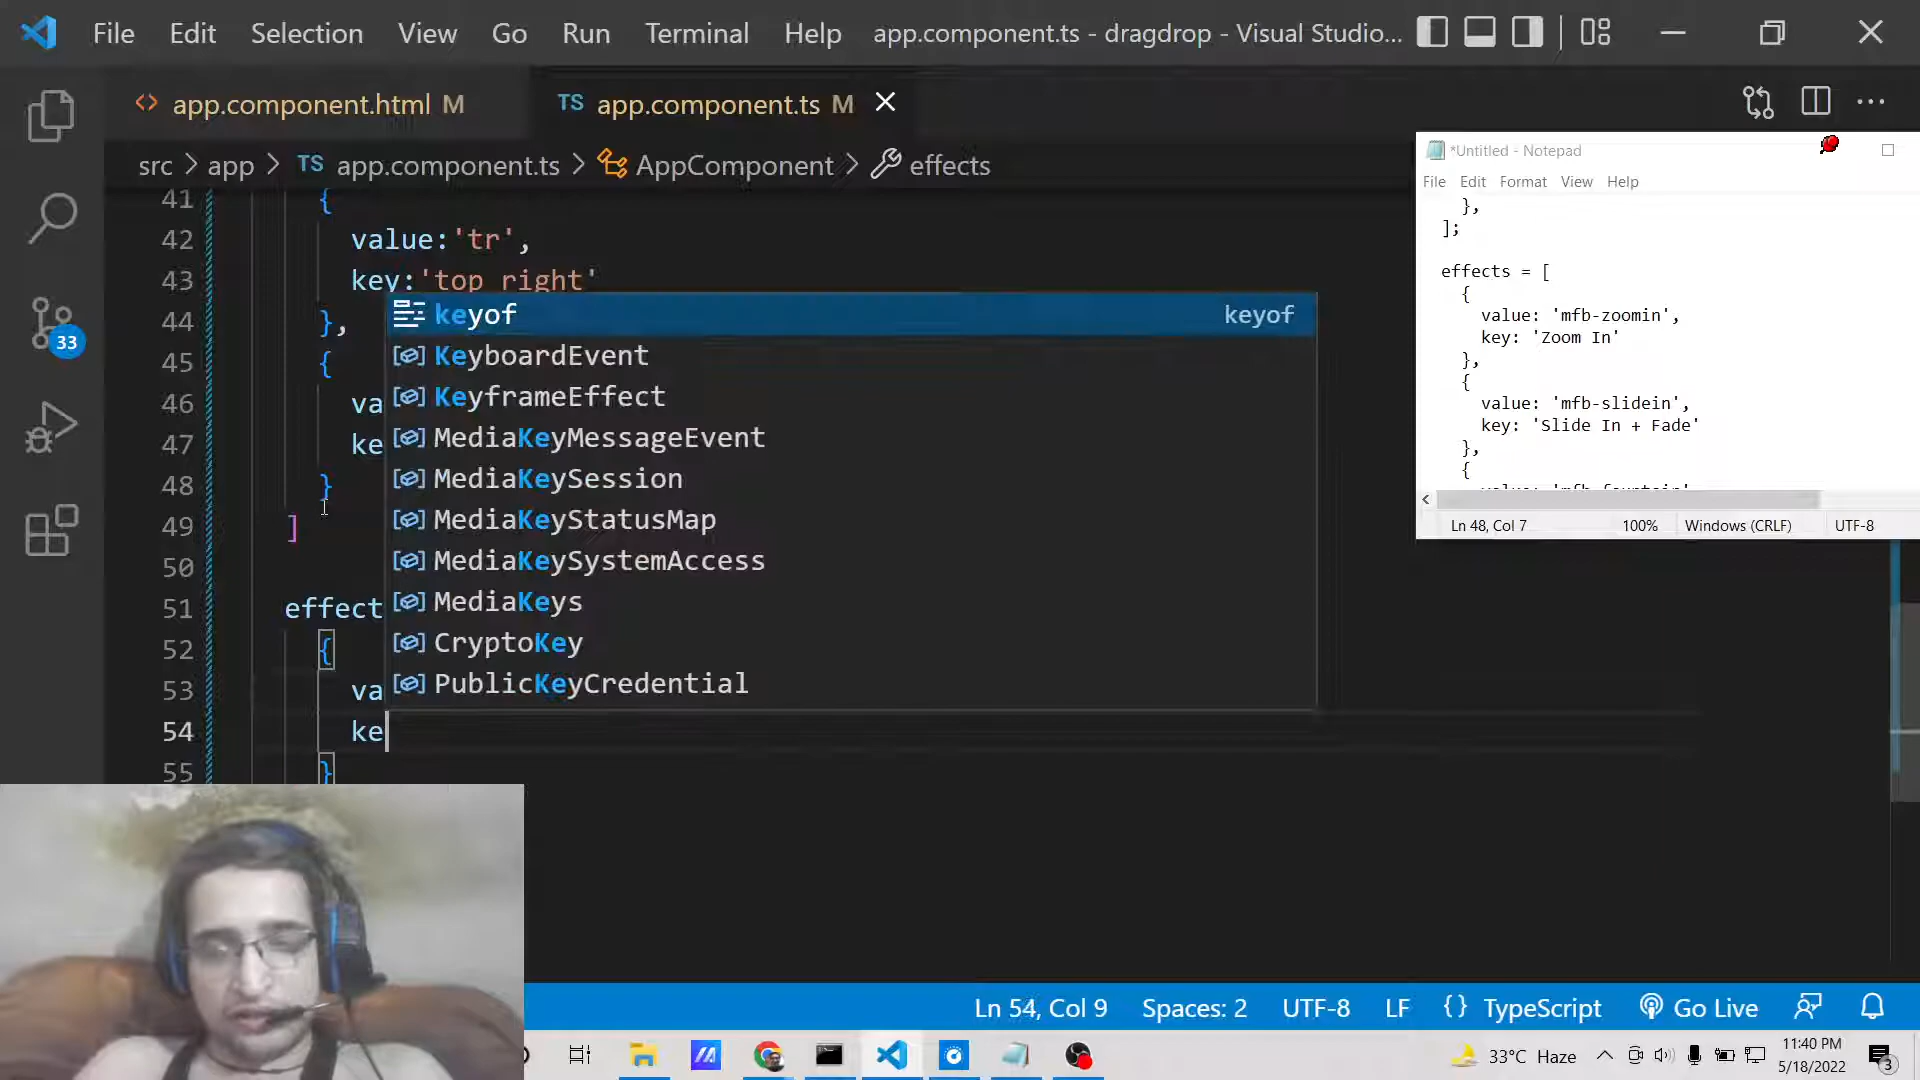 File Edit Selection View Go Run Terminal Help app.component.ts - dragdrop - Visual Studio...
app.component.html M TS app.component.ts M
src > app > TS app.component.ts > AppComponent > effects
33
41 {
42 value:'tr',
43 key:'top right'
44 },
45 {
46 va
47 ke
48 }
49 ]
50
51 effect
52 {
53 va
54 ke
55 }
keyof keyof
KeyboardEvent
KeyframeEffect
MediaKeyMessageEvent
MediaKeySession
MediaKeyStatusMap
MediaKeySystemAccess
MediaKeys
CryptoKey
PublicKeyCredential
*Untitled - Notepad
File Edit Format View Help
},
];
effects = [
{
value: 'mfb-zoomin',
key: 'Zoom In'
},
{
value: 'mfb-slidein',
key: 'Slide In + Fade'
},
{
Ln 48, Col 7 100% Windows (CRLF) UTF-8
Ln 54, Col 9 Spaces: 2 UTF-8 LF {} TypeScript Go Live
33°C Haze 11:40 PM
5/18/2022 3